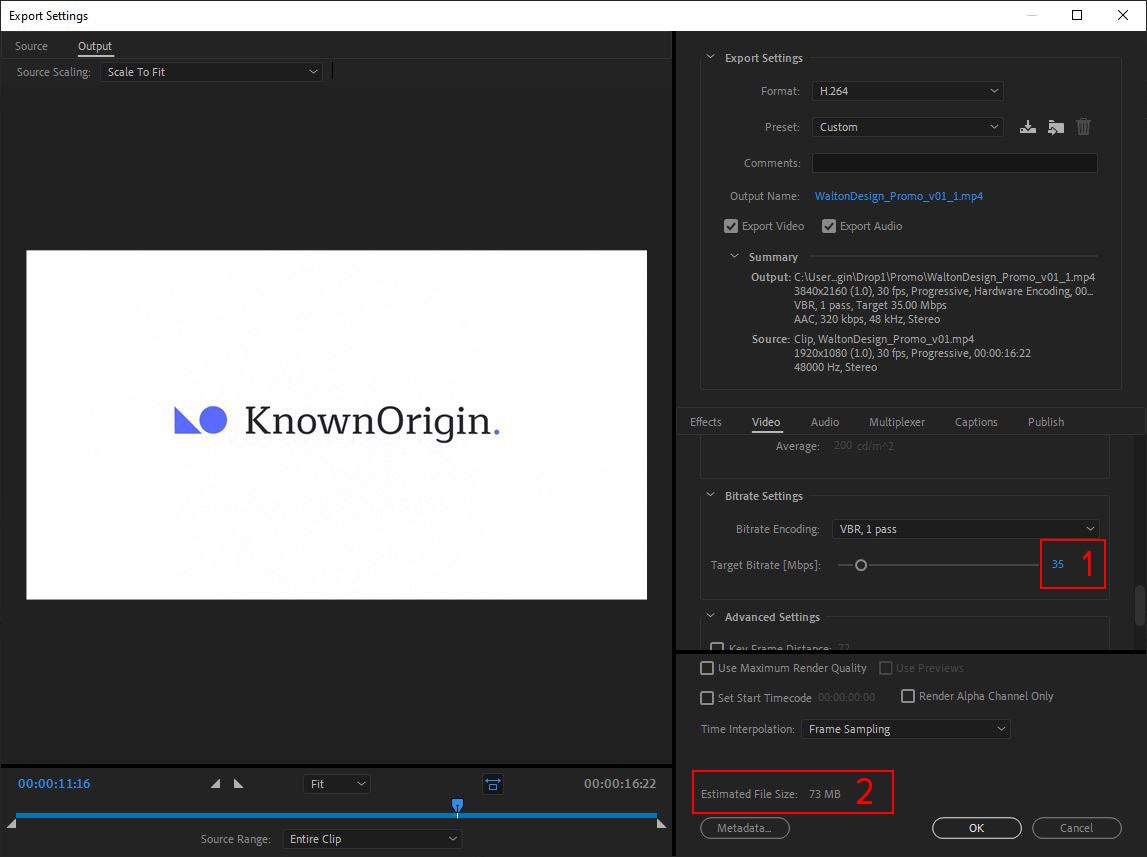 Export Settings
Source Output
Source Scaling: Scale To Fit
KnownOrigin.
00:00:11:16 Fit 00:00:16:22
Source Range: Entire Clip
Export Settings
Format: H.264
Preset: Custom
Comments:
Output Name: WaltonDesign_Promo_v01_1.mp4
Export Video Export Audio
Summary
Output: C:\User...gin\Drop1\Promo\WaltonDesign_Promo_v01_1.mp4
3840x2160 (1.0), 30 fps, Progressive, Hardware Encoding, 00...
VBR, 1 pass, Target 35.00 Mbps
AAC, 320 kbps, 48 kHz, Stereo
Source: Clip, WaltonDesign_Promo_v01.mp4
1920x1080 (1.0), 30 fps, Progressive, 00:00:16:22
48000 Hz, Stereo
Effects Video Audio Multiplexer Captions Publish
Average: 200 cd/m^2
Bitrate Settings
Bitrate Encoding: VBR, 1 pass
Target Bitrate [Mbps]: 35 1
Advanced Settings
Key Frame Distance: 72
Use Maximum Render Quality Use Previews
Set Start Timecode 00:00:00:00 Render Alpha Channel Only
Time Interpolation: Frame Sampling
Estimated File Size: 73 MB 2
Metadata... OK Cancel